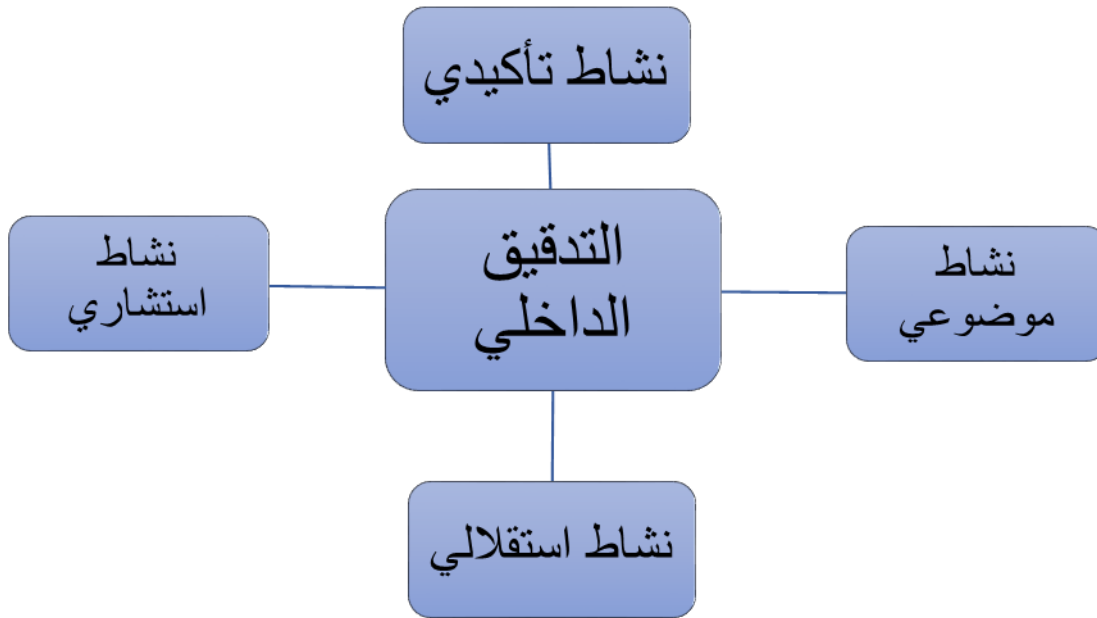 نشاط تأكيدي
التدقيق
الداخلي
نشاط
موضوعي
نشاط
استشاري
نشاط استقلالي